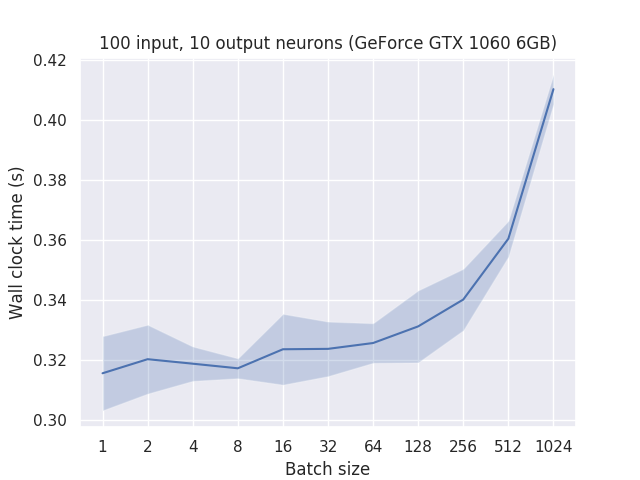 100 input, 10 output neurons (GeForce GTX 1060 6GB)
0.42
0.40
0.38
0.36
0.34
0.32
0.30
Wall clock time (s)
1 2 4 8 16 32 64 128 256 512 1024
Batch size